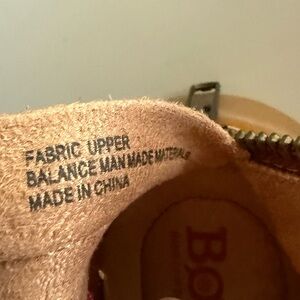 FABRIC UPPER
BALANCE MAN MADE MATERIALS
MADE IN CHINA